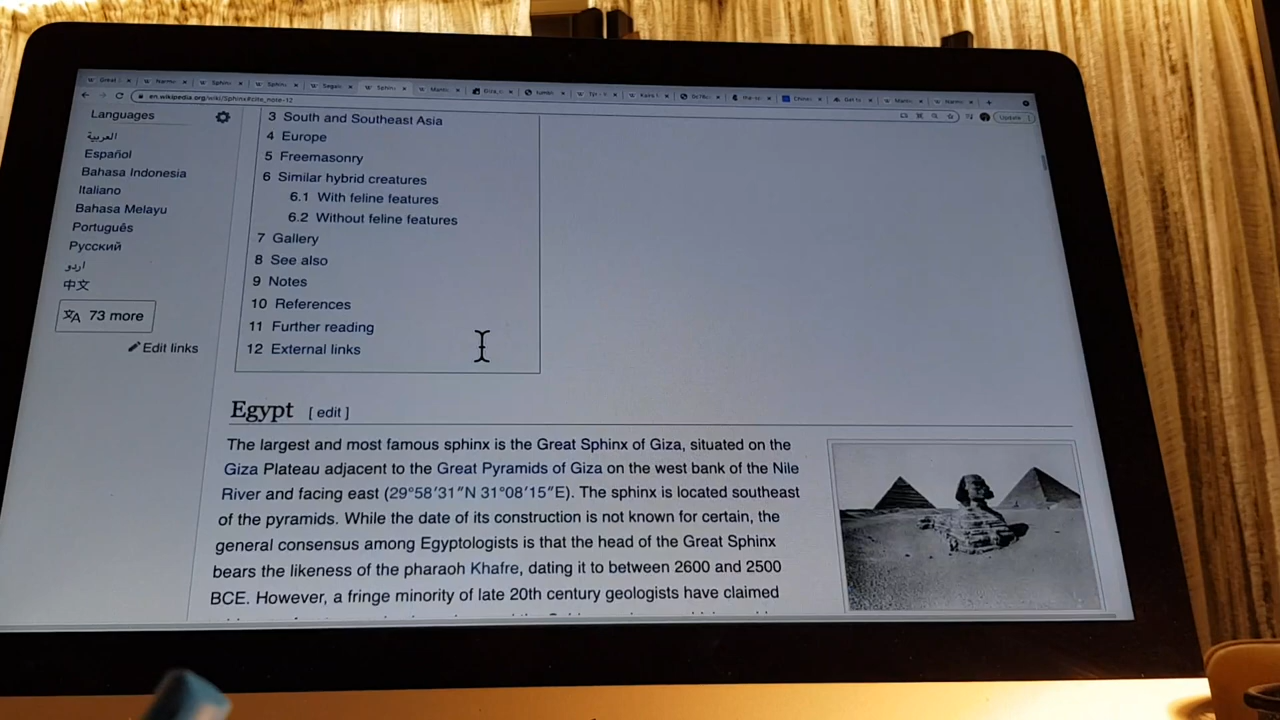 en.wikipedia.org/wiki/Sphinx#cite_note-12
Update
Languages
العربية
Español
Bahasa Indonesia
Italiano
Bahasa Melayu
Português
Русский
اردو
中文
73 more
Edit links
3 South and Southeast Asia
4 Europe
5 Freemasonry
6 Similar hybrid creatures
6.1 With feline features
6.2 Without feline features
7 Gallery
8 See also
9 Notes
10 References
11 Further reading
12 External links
Egypt [ edit ]
The largest and most famous sphinx is the Great Sphinx of Giza, situated on the
Giza Plateau adjacent to the Great Pyramids of Giza on the west bank of the Nile
River and facing east (29°58′31″N 31°08′15″E). The sphinx is located southeast
of the pyramids. While the date of its construction is not known for certain, the
general consensus among Egyptologists is that the head of the Great Sphinx
bears the likeness of the pharaoh Khafre, dating it to between 2600 and 2500
BCE. However, a fringe minority of late 20th century geologists have claimed